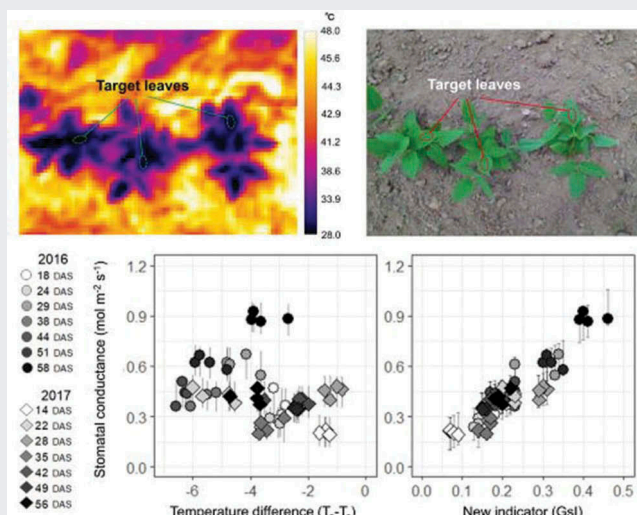 °C
48.0
45.3
43.9
41.2
38.6
33.9
28.0
Target leaves
Target leaves
2016
18 DAS
24 DAS
29 DAS
38 DAS
44 DAS
51 DAS
58 DAS
2017
14 DAS
22 DAS
28 DAS
35 DAS
42 DAS
49 DAS
56 DAS
Stomatal conductance (mol m⁻² s⁻¹)
1.2
0.9
0.6
0.3
0.0
-6
-4
-2
0
Temperature difference
1.2
0.9
0.6
0.3
0.0
0.0
0.1
0.2
0.3
0.4
0.5
New indicator (GsI)